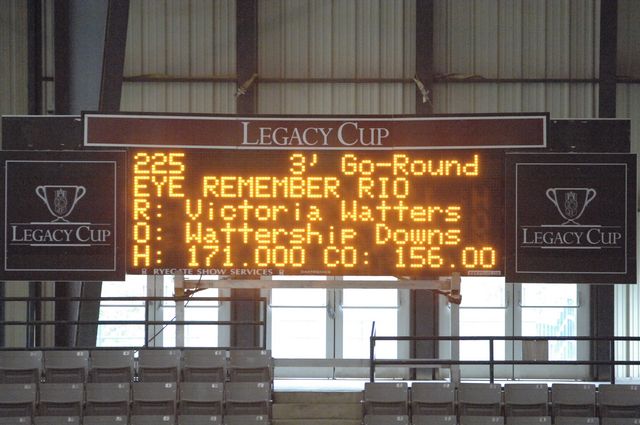 LEGACY CUP
225 3' Go-Round
EYE REMEMBER RIO
R: Victoria Watters
O: Wattership Downs
H: 171.000 CO: 156.00
RYEGATE SHOW SERVICES
LEGACY CUP
LEGACY CUP